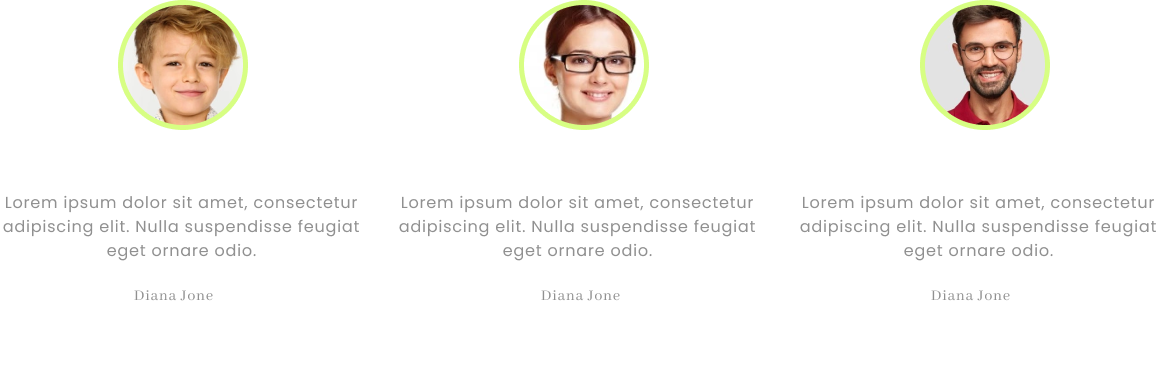 Lorem ipsum dolor sit amet, consectetur
adipiscing elit. Nulla suspendisse feugiat
eget ornare odio.
Diana Jone
Lorem ipsum dolor sit amet, consectetur
adipiscing elit. Nulla suspendisse feugiat
eget ornare odio.
Diana Jone
Lorem ipsum dolor sit amet, consectetur
adipiscing elit. Nulla suspendisse feugiat
eget ornare odio.
Diana Jone